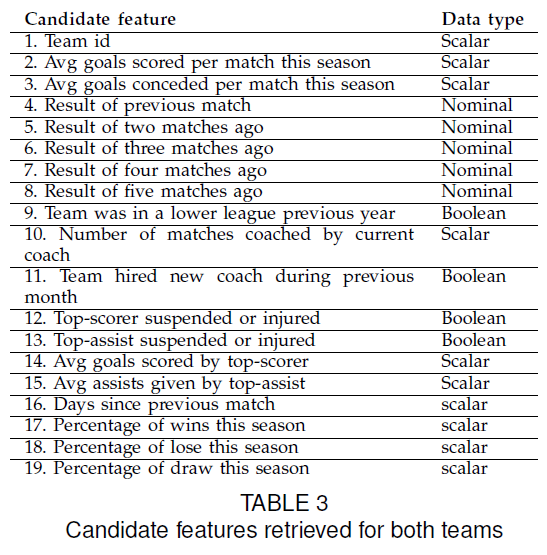 Candidate feature Data type
1. Team id Scalar
2. Avg goals scored per match this season Scalar
3. Avg goals conceded per match this season Scalar
4. Result of previous match Nominal
5. Result of two matches ago Nominal
6. Result of three matches ago Nominal
7. Result of four matches ago Nominal
8. Result of five matches ago Nominal
9. Team was in a lower league previous year Boolean
10. Number of matches coached by current Scalar
coach
11. Team hired new coach during previous Boolean
month
12. Top-scorer suspended or injured Boolean
13. Top-assist suspended or injured Boolean
14. Avg goals scored by top-scorer Scalar
15. Avg assists given by top-assist Scalar
16. Days since previous match scalar
17. Percentage of wins this season scalar
18. Percentage of lose this season scalar
19. Percentage of draw this season scalar
TABLE 3
Candidate features retrieved for both teams